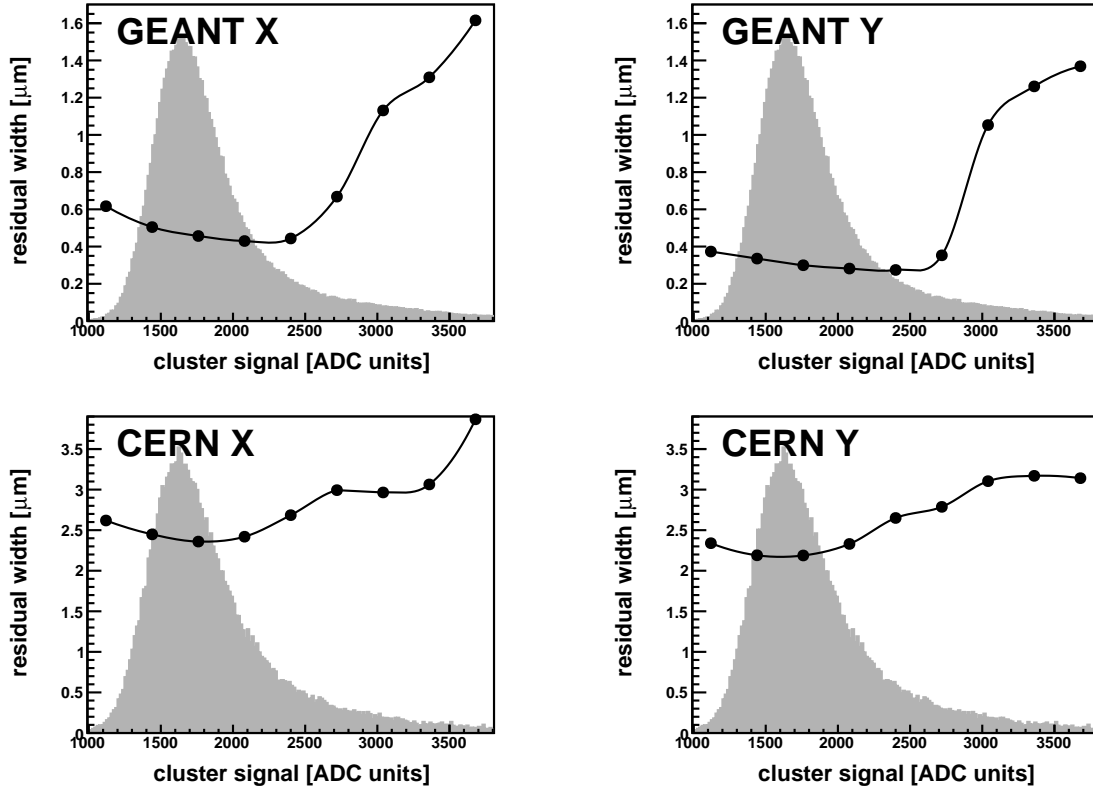 GEANT X
residual width [μm]
1.6
1.4
1.2
1
0.8
0.6
0.4
0.2
0
1000 1500 2000 2500 3000 3500
cluster signal [ADC units]
GEANT Y
residual width [μm]
1.6
1.4
1.2
1
0.8
0.6
0.4
0.2
0
1000 1500 2000 2500 3000 3500
cluster signal [ADC units]
CERN X
residual width [μm]
3.5
3
2.5
2
1.5
1
0.5
0
1000 1500 2000 2500 3000 3500
cluster signal [ADC units]
CERN Y
residual width [μm]
3.5
3
2.5
2
1.5
1
0.5
0
1000 1500 2000 2500 3000 3500
cluster signal [ADC units]